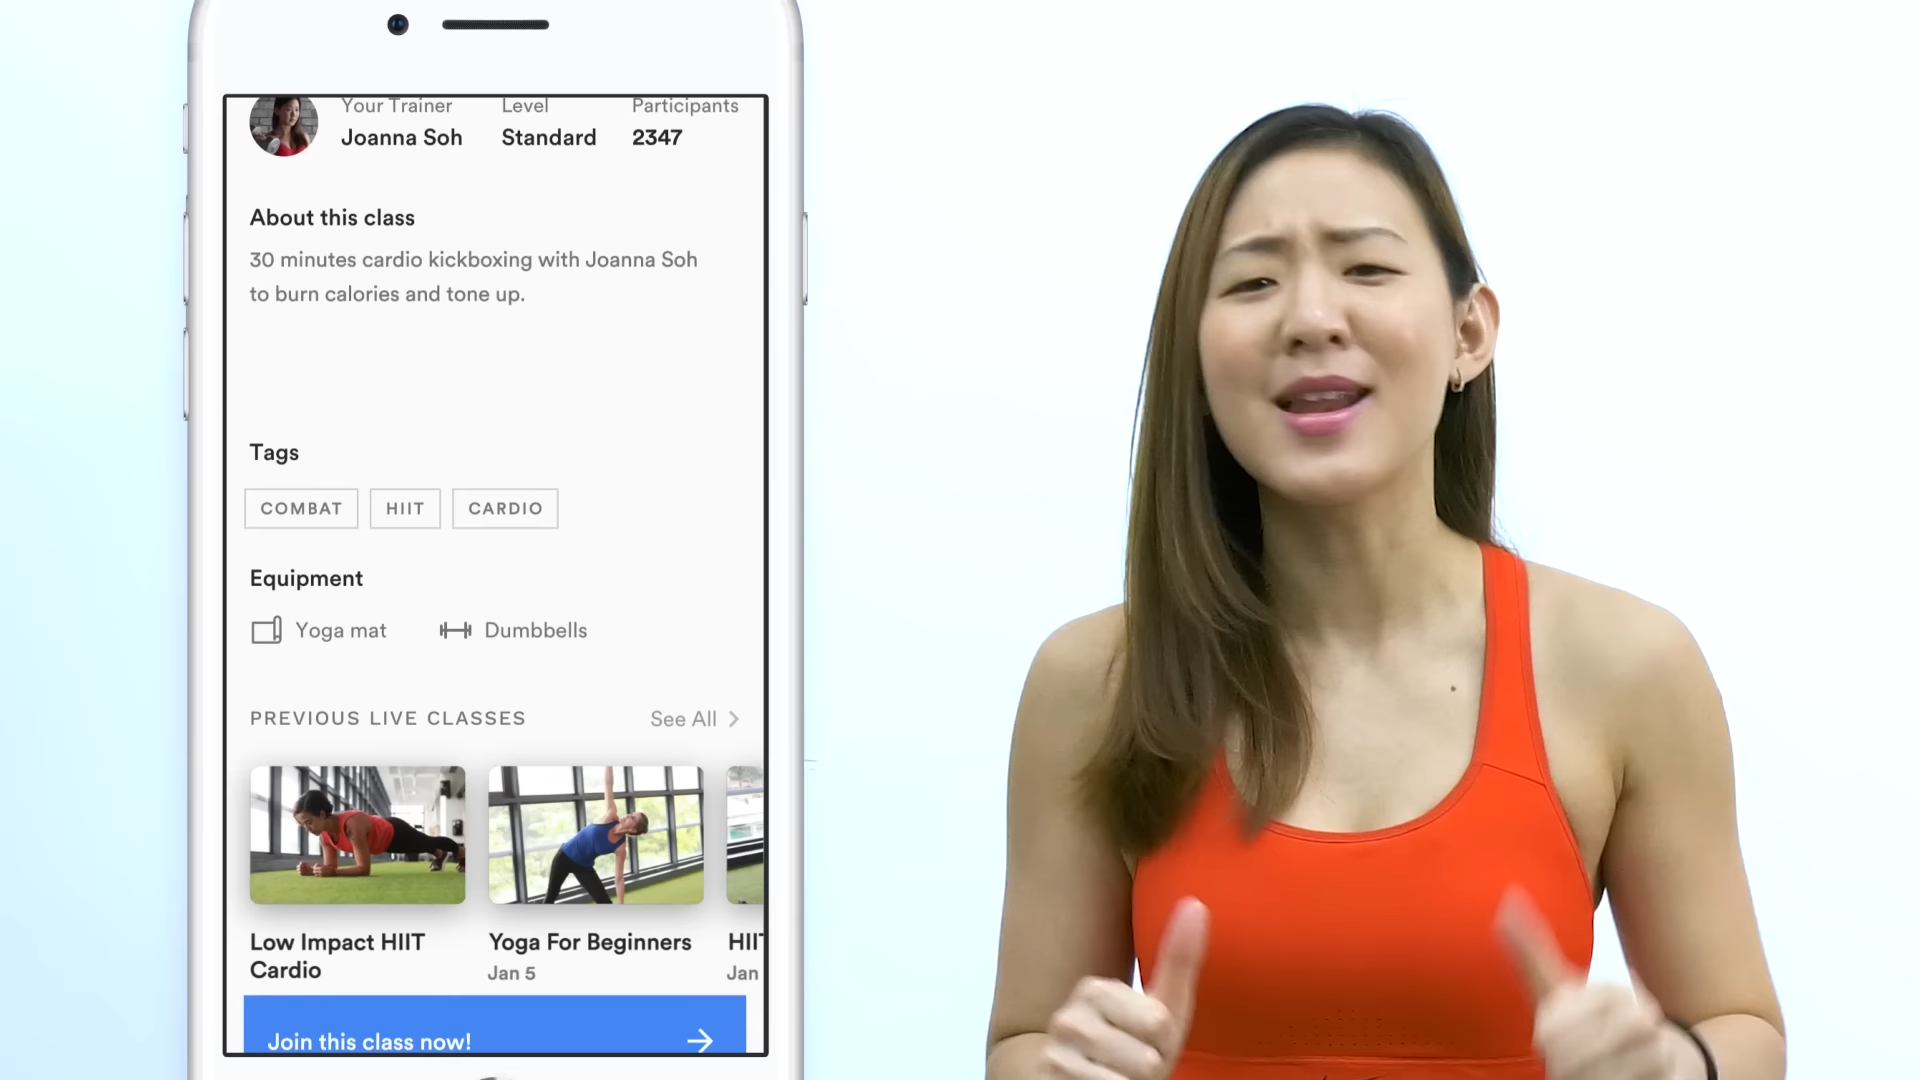 Your Trainer Level Participants
Joanna Soh Standard 2347
About this class
30 minutes cardio kickboxing with Joanna Soh
to burn calories and tone up.
Tags
COMBAT HIIT CARDIO
Equipment
Yoga mat Dumbbells
PREVIOUS LIVE CLASSES See All
Low Impact HIIT Yoga For Beginners HIIT
Cardio Jan 5 Jan
Join this class now!